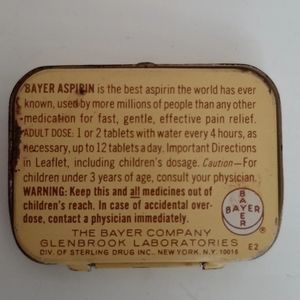 BAYER ASPIRIN is the best aspirin the world has ever
known, used by more millions of people than any other
medication for fast, gentle, effective pain relief.
ADULT DOSE: 1 or 2 tablets with water every 4 hours, as
necessary, up to 12 tablets a day. Important Directions
in Leaflet, including children's dosage. Caution—For
children under 3 years of age, consult your physician.
WARNING: Keep this and all medicines out of
children's reach. In case of accidental over-
dose, contact a physician immediately.
BAYER
BAYER
THE BAYER COMPANY
GLENBROOK LABORATORIES
DIV. OF STERLING DRUG INC., NEW YORK, N.Y. 10016
E2